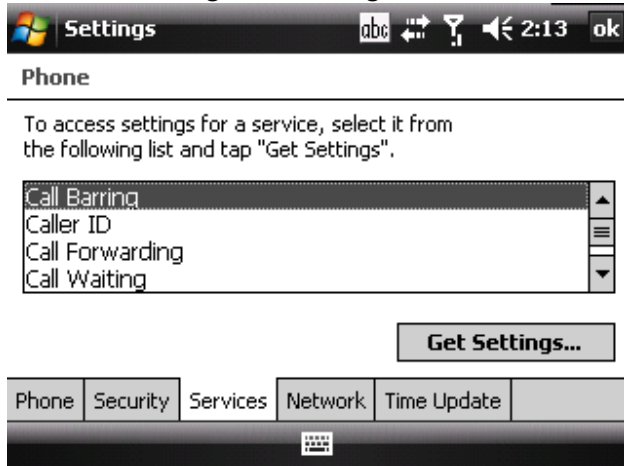 Settings
abc
2:13
ok
Phone
To access settings for a service, select it from
the following list and tap "Get Settings".
Call Barring
Caller ID
Call Forwarding
Call Waiting
Get Settings...
Phone Security Services Network Time Update